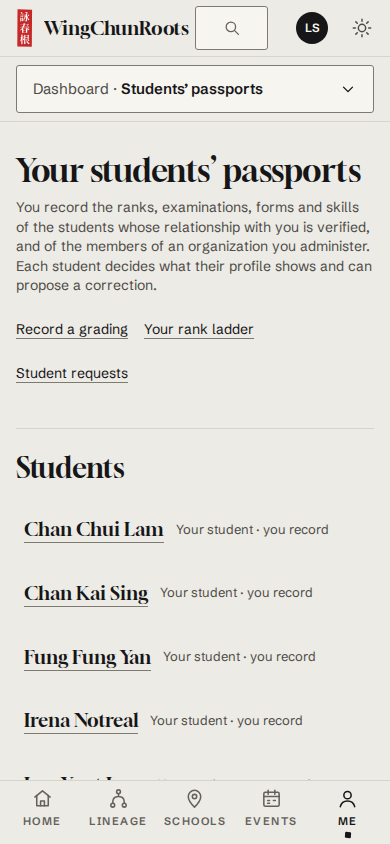 詠春根
WingChunRoots
LS
Dashboard · Students’ passports
Your students’ passports
You record the ranks, examinations, forms and skills
of the students whose relationship with you is verified,
and of the members of an organization you administer.
Each student decides what their profile shows and can
propose a correction.
Record a grading Your rank ladder
Student requests
Students
Chan Chui Lam Your student · you record
Chan Kai Sing Your student · you record
Fung Fung Yan Your student · you record
Irena Notreal Your student · you record
HOME LINEAGE SCHOOLS EVENTS ME